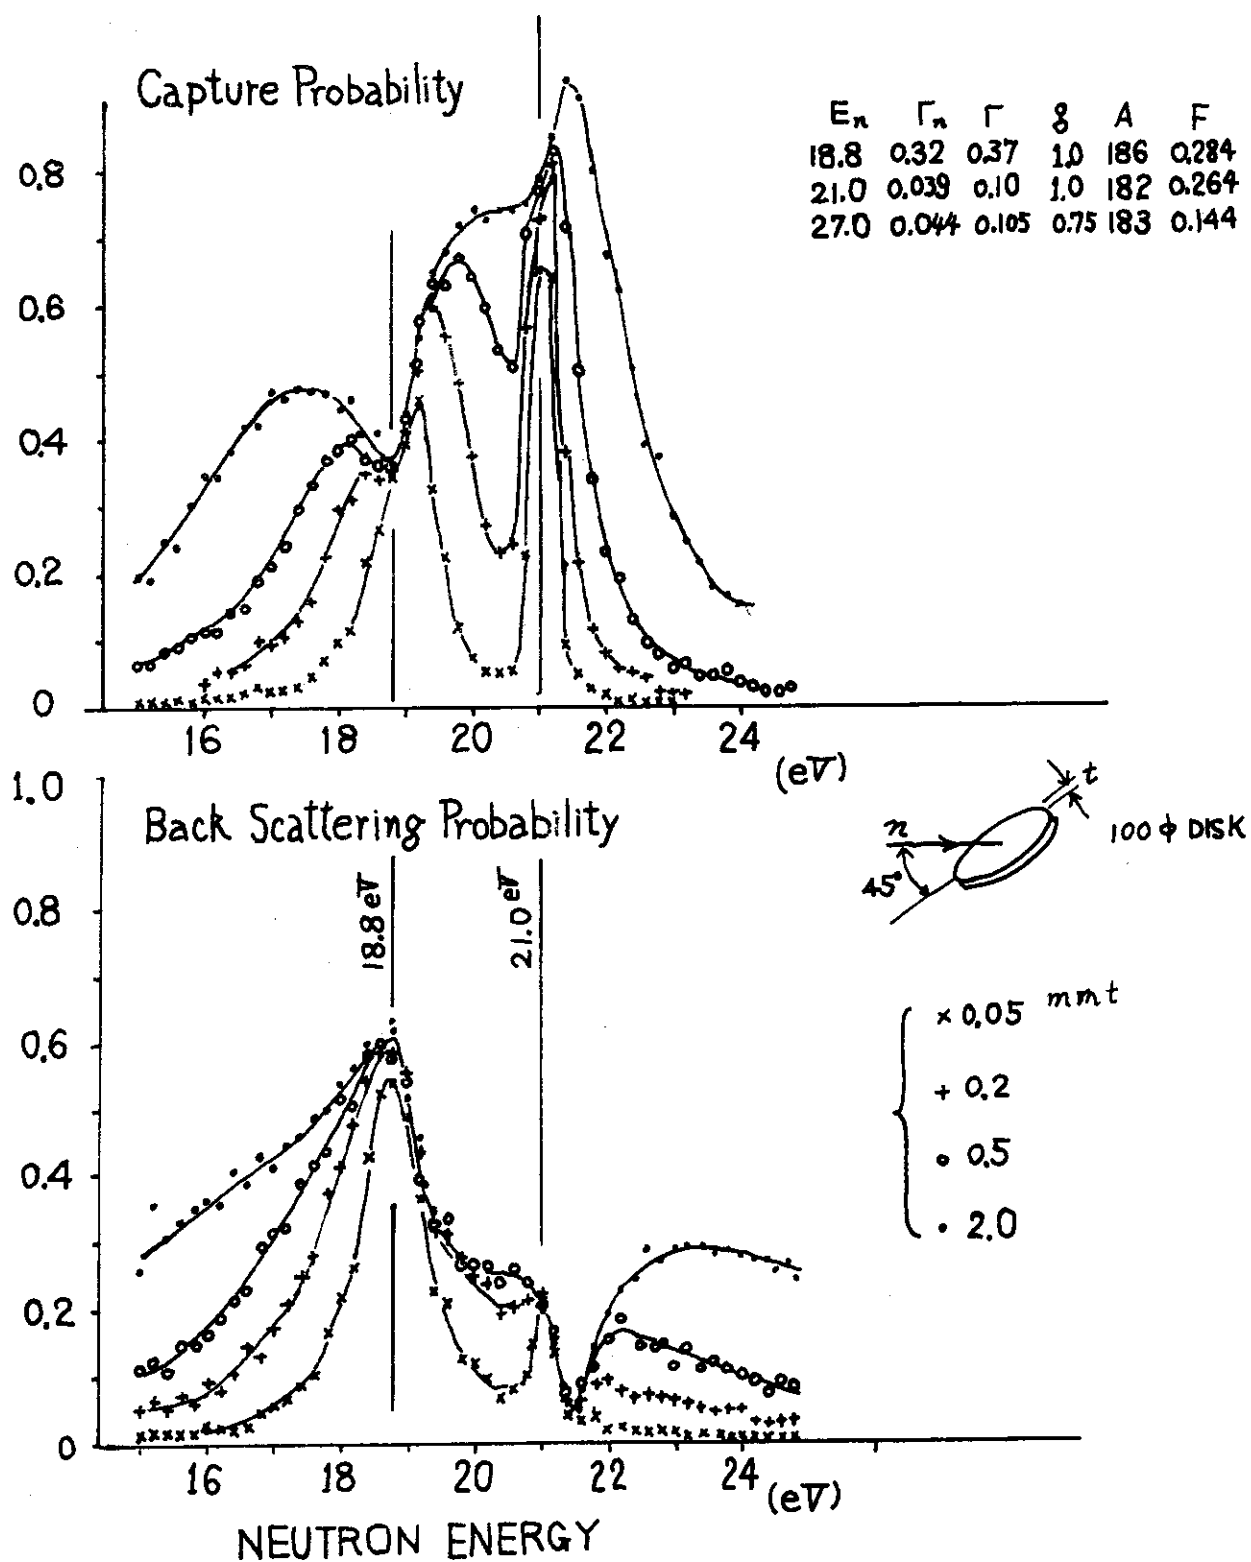 Capture Probability
En Γn Γ g A F
18.8 0.32 0.37 1.0 186 0.284
21.0 0.039 0.10 1.0 182 0.264
27.0 0.044 0.105 0.75 183 0.144
0.8
0.6
0.4
0.2
0
16 18 20 22 24
(eV)
1.0
Back Scattering Probability
18.8 eV
21.0 eV
0.8
0.6
0.4
0.2
0
16 18 20 22 24
(eV)
NEUTRON ENERGY
t
n
100 ϕ DISK
45°
× 0.05 mmt
+ 0.2
o 0.5
• 2.0